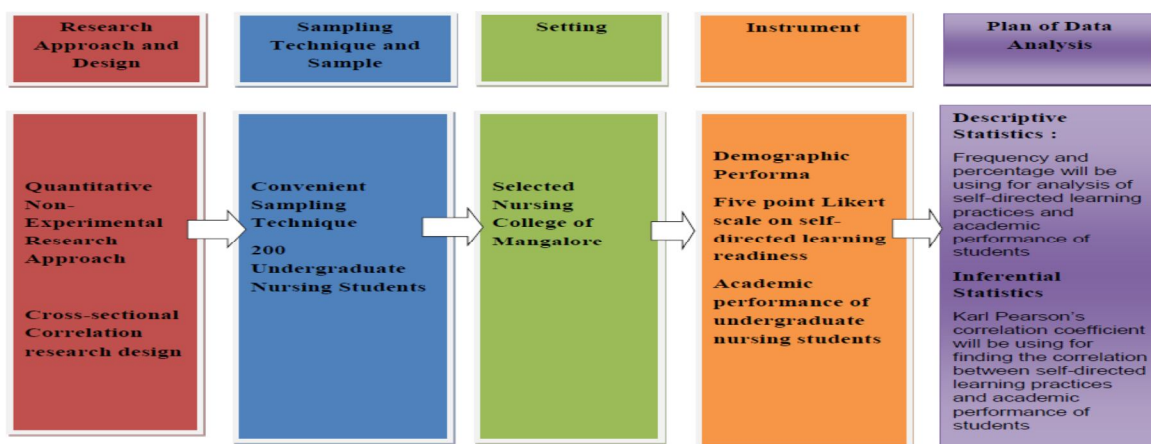 Research
Approach and
Design
Sampling
Technique and
Sample
Setting
Instrument
Plan of Data
Analysis
Quantitative
Non-
Experimental
Research
Approach
Cross-sectional
Correlation
research design
Convenient
Sampling
Technique
200
Undergraduate
Nursing Students
Selected
Nursing
College of
Mangalore
Demographic
Performa
Five point Likert
scale on self-
directed learning
readiness
Academic
performance of
undergraduate
nursing students
Descriptive
Statistics :
Frequency and
percentage will be
using for analysis of
self-directed learning
practices and
academic
performance of
students
Inferential
Statistics
Karl Pearson’s
correlation coefficient
will be using for
finding the correlation
between self-directed
learning practices
and academic
performance of
students